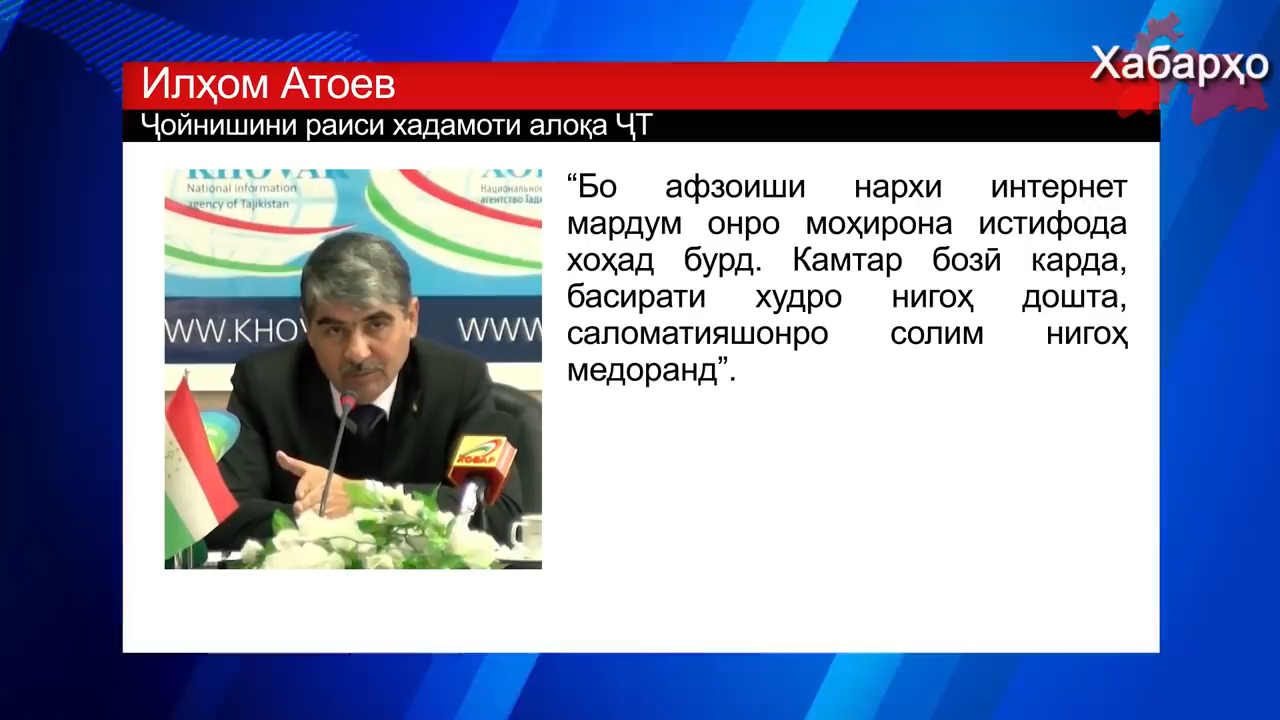 Хабарҳо
Илҳом Атоев
Ҷойнишини раиси хадамоти алоқа ҶТ
KHOVAR
National information
agency of Tajikistan
Национальное
агентство
WWW.KHOV
WWW.
ХОВАР
“Бо афзоиши нархи интернет
мардум онро моҳирона истифода
хоҳад бурд. Камтар бозӣ карда,
басирати худро нигоҳ дошта,
саломатияшонро солим нигоҳ
медоранд”.